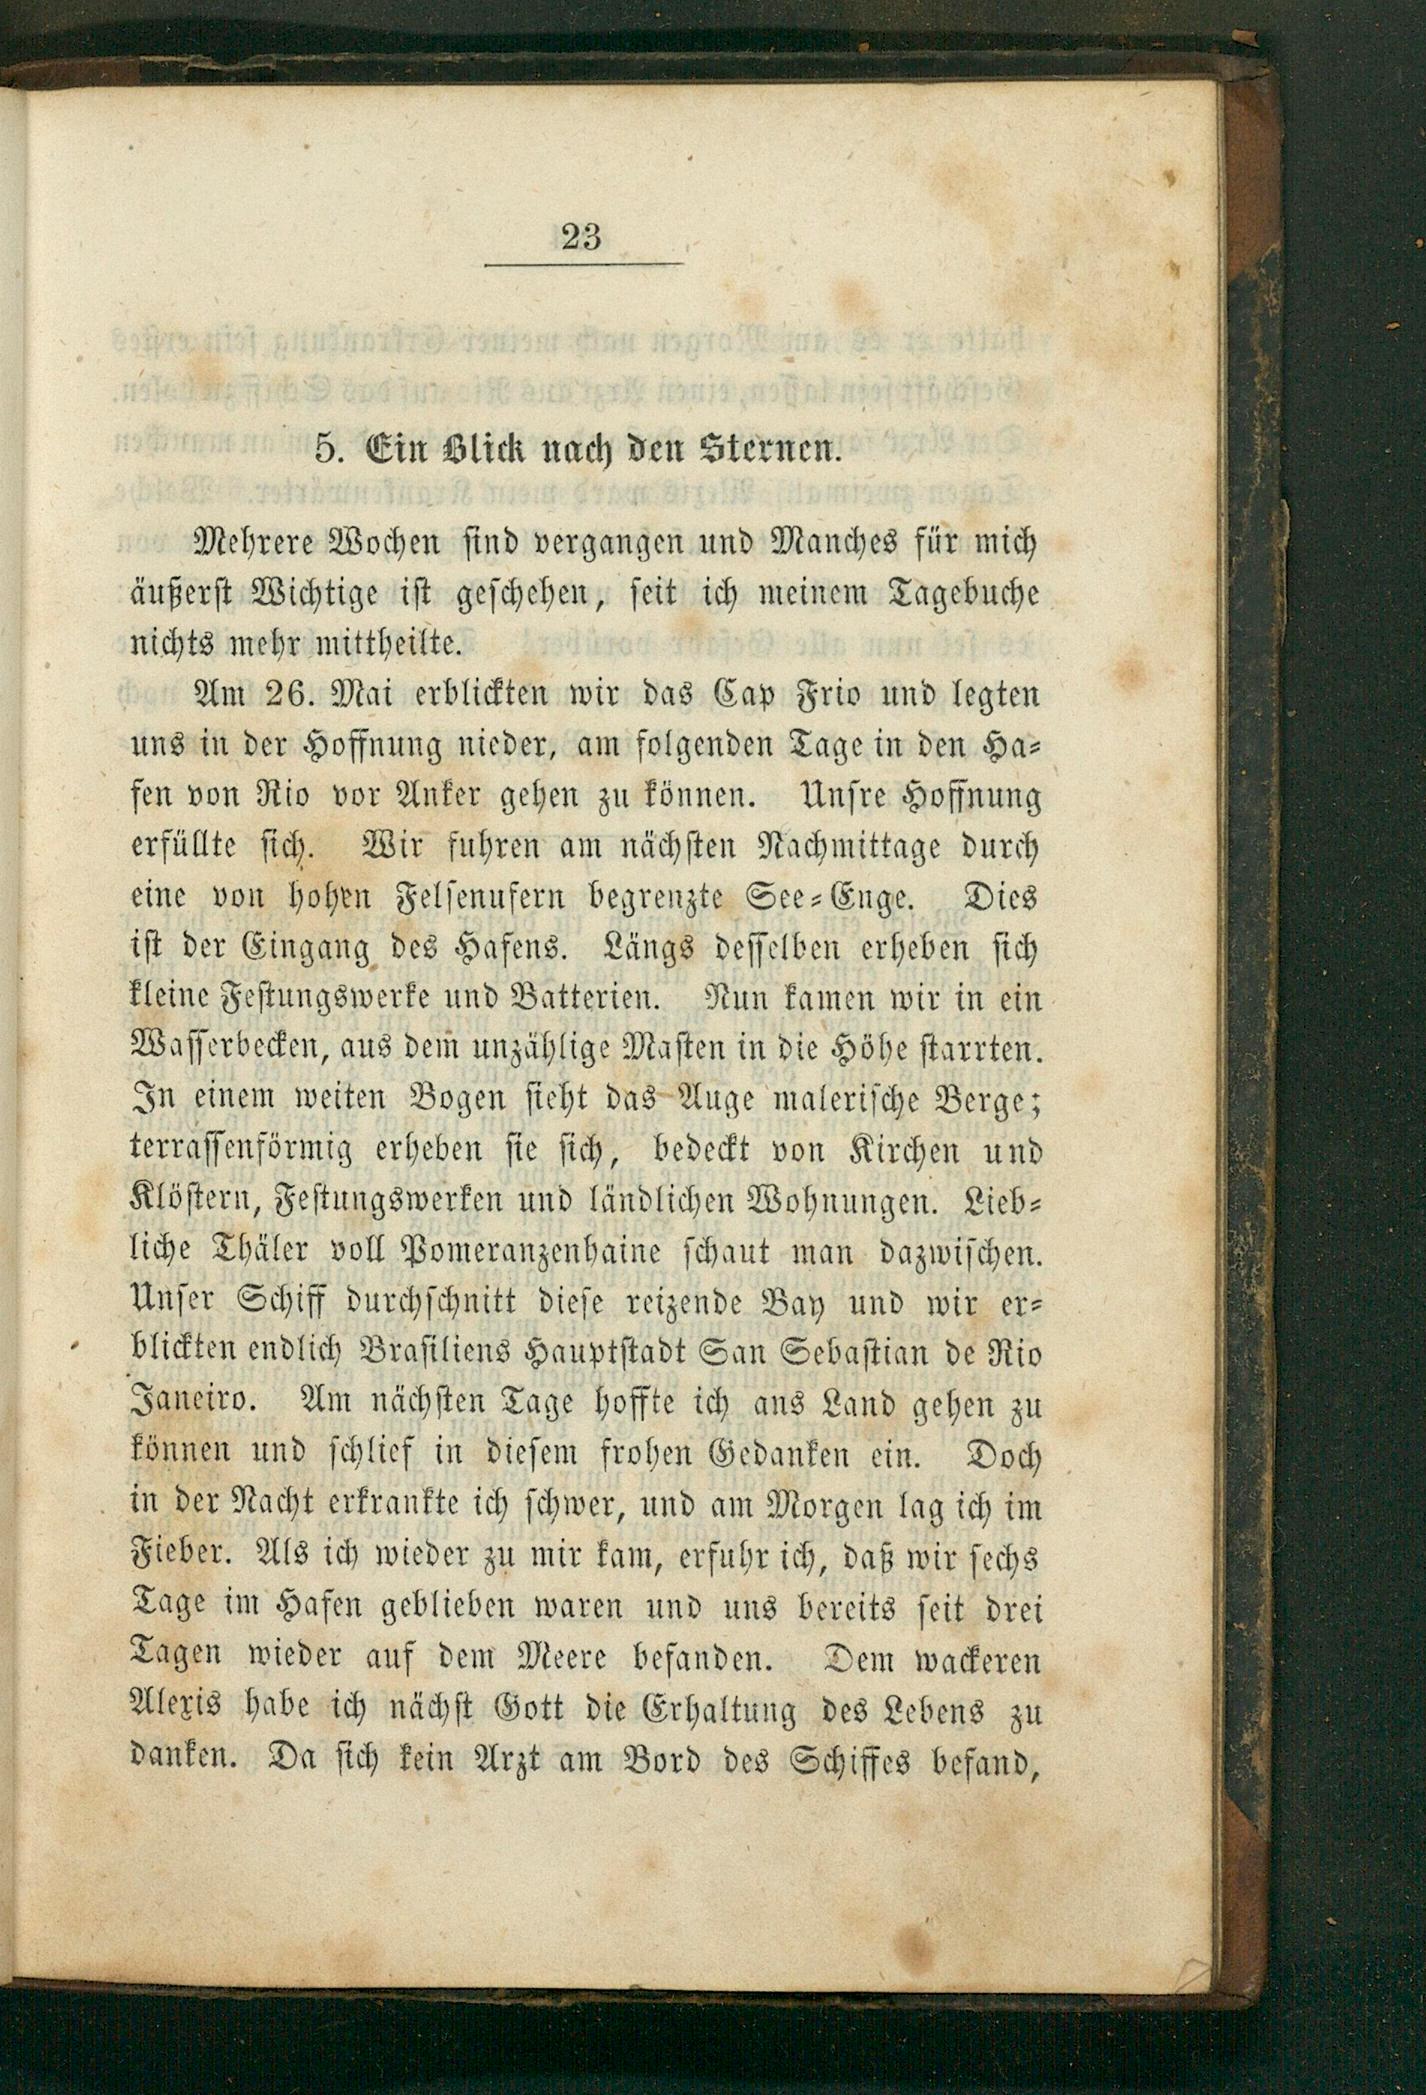 23
5. Ein Blick nach den Sternen.
Mehrere Wochen sind vergangen und Manches für mich
äußerst Wichtige ist geschehen, seit ich meinem Tagebuche
nichts mehr mittheilte.
Am 26. Mai erblickten wir das Cap Frio und legten
uns in der Hoffnung nieder, am folgenden Tage in den Ha-
fen von Rio vor Anker gehen zu können. Unsre Hoffnung
erfüllte sich. Wir fuhren am nächsten Nachmittage durch
eine von hohen Felsenufern begrenzte See-Enge. Dies
ist der Eingang des Hafens. Längs desselben erheben sich
kleine Festungswerke und Batterien. Nun kamen wir in ein
Wasserbecken, aus dem unzählige Masten in die Höhe starrten.
In einem weiten Bogen sieht das Auge malerische Berge;
terrassenförmig erheben sie sich, bedeckt von Kirchen und
Klöstern, Festungswerken und ländlichen Wohnungen. Lieb-
liche Thäler voll Pomeranzenhaine schaut man dazwischen.
Unser Schiff durchschnitt diese reizende Bay und wir er-
blickten endlich Brasiliens Hauptstadt San Sebastian de Rio
Janeiro. Am nächsten Tage hoffte ich ans Land gehen zu
können und schlief in diesem frohen Gedanken ein. Doch
in der Nacht erkrankte ich schwer, und am Morgen lag ich im
Fieber. Als ich wieder zu mir kam, erfuhr ich, daß wir sechs
Tage im Hafen geblieben waren und uns bereits seit drei
Tagen wieder auf dem Meere befanden. Dem wackeren
Alexis habe ich nächst Gott die Erhaltung des Lebens zu
danken. Da sich kein Arzt am Bord des Schiffes befand,